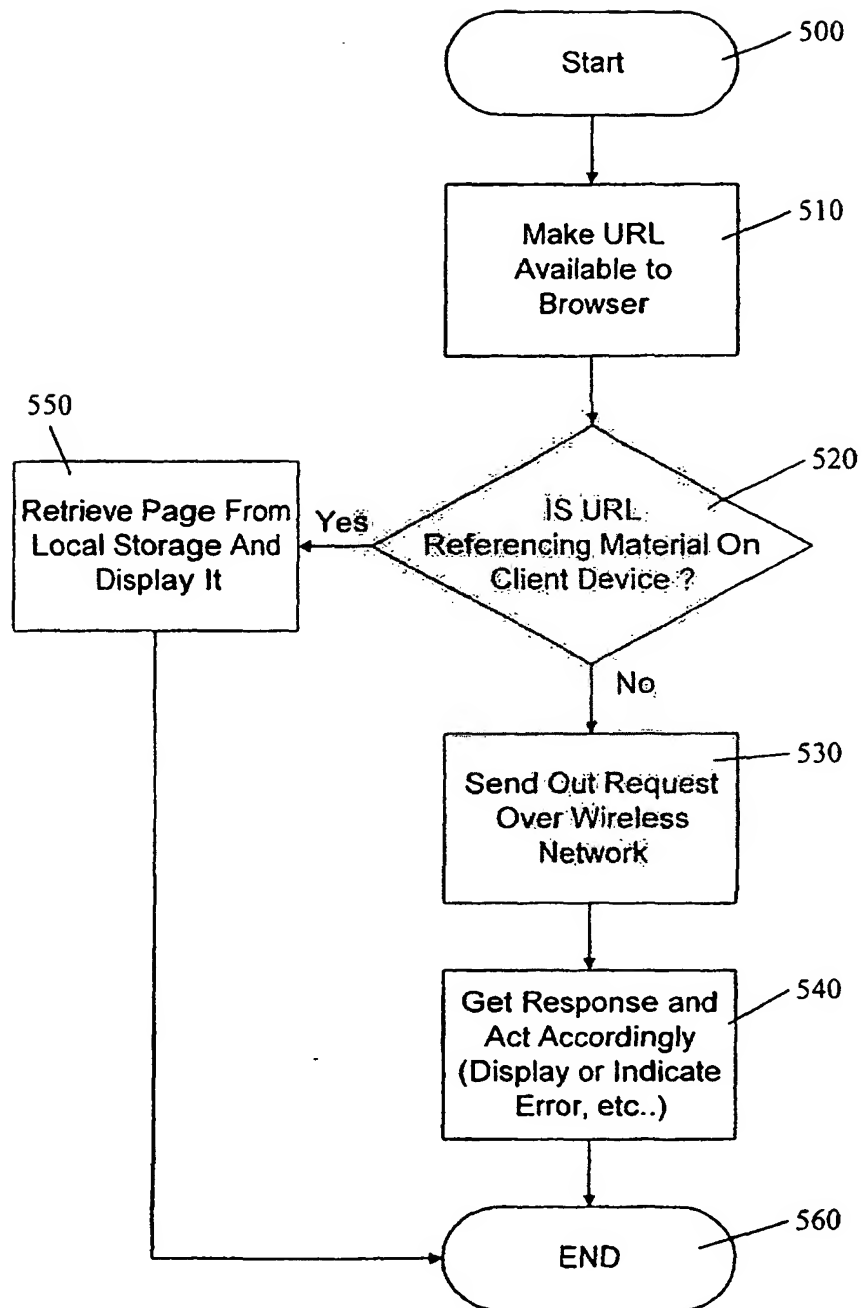 500
Start
510
Make URL
Available to
Browser
550
520
Retrieve Page From
Local Storage And
Display It
Yes
IS URL
Referencing Material On
Client Device ?
No
530
Send Out Request
Over Wireless
Network
540
Get Response and
Act Accordingly
(Display or Indicate
Error, etc..)
560
END